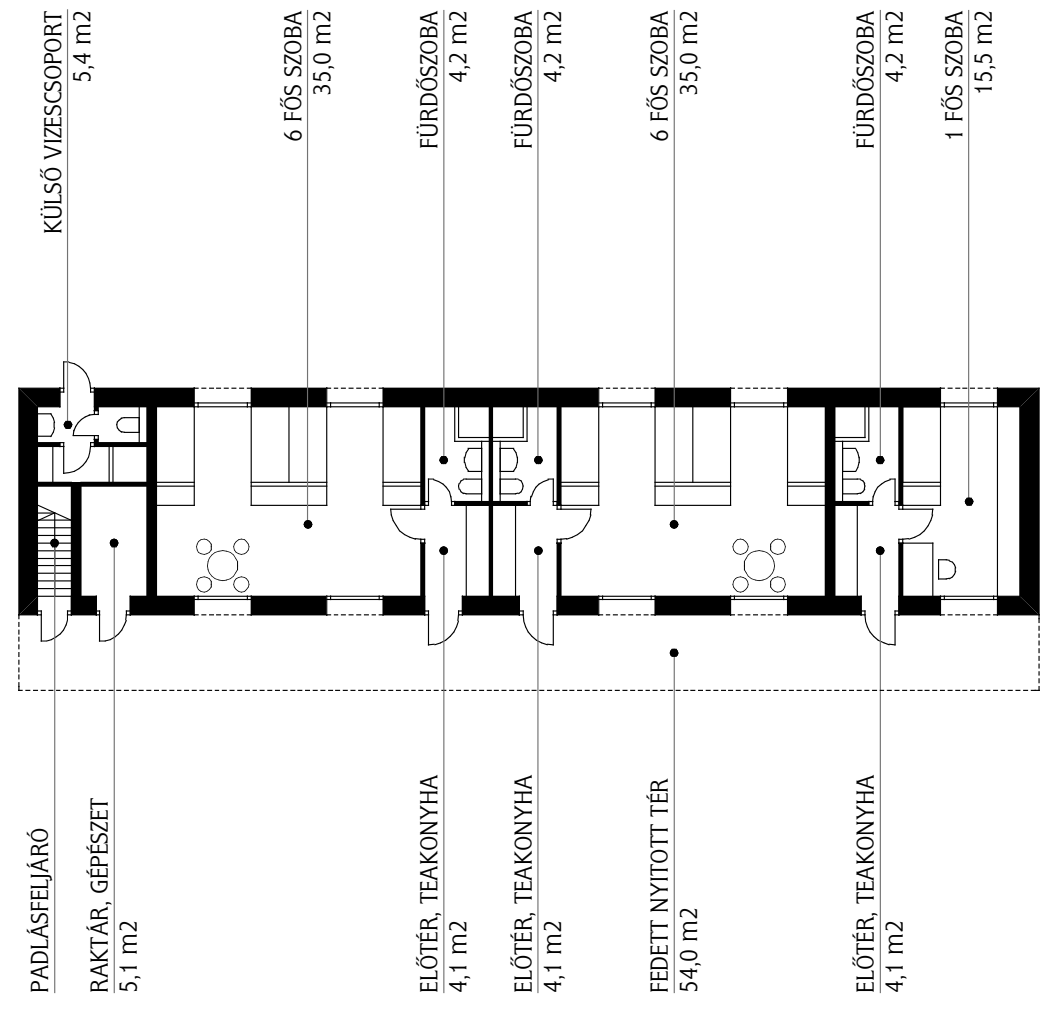 KÜLSŐ VIZESCSOPORT
5,4 m2
6 FŐS SZOBA
35,0 m2
FÜRDŐSZOBA
4,2 m2
FÜRDŐSZOBA
4,2 m2
6 FŐS SZOBA
35,0 m2
FÜRDŐSZOBA
4,2 m2
1 FŐS SZOBA
15,5 m2
PADLÁSFELJÁRÓ
RAKTÁR, GÉPÉSZET
5,1 m2
ELŐTÉR, TEAKONYHA
4,1 m2
ELŐTÉR, TEAKONYHA
4,1 m2
FEDETT NYITOTT TÉR
54,0 m2
ELŐTÉR, TEAKONYHA
4,1 m2